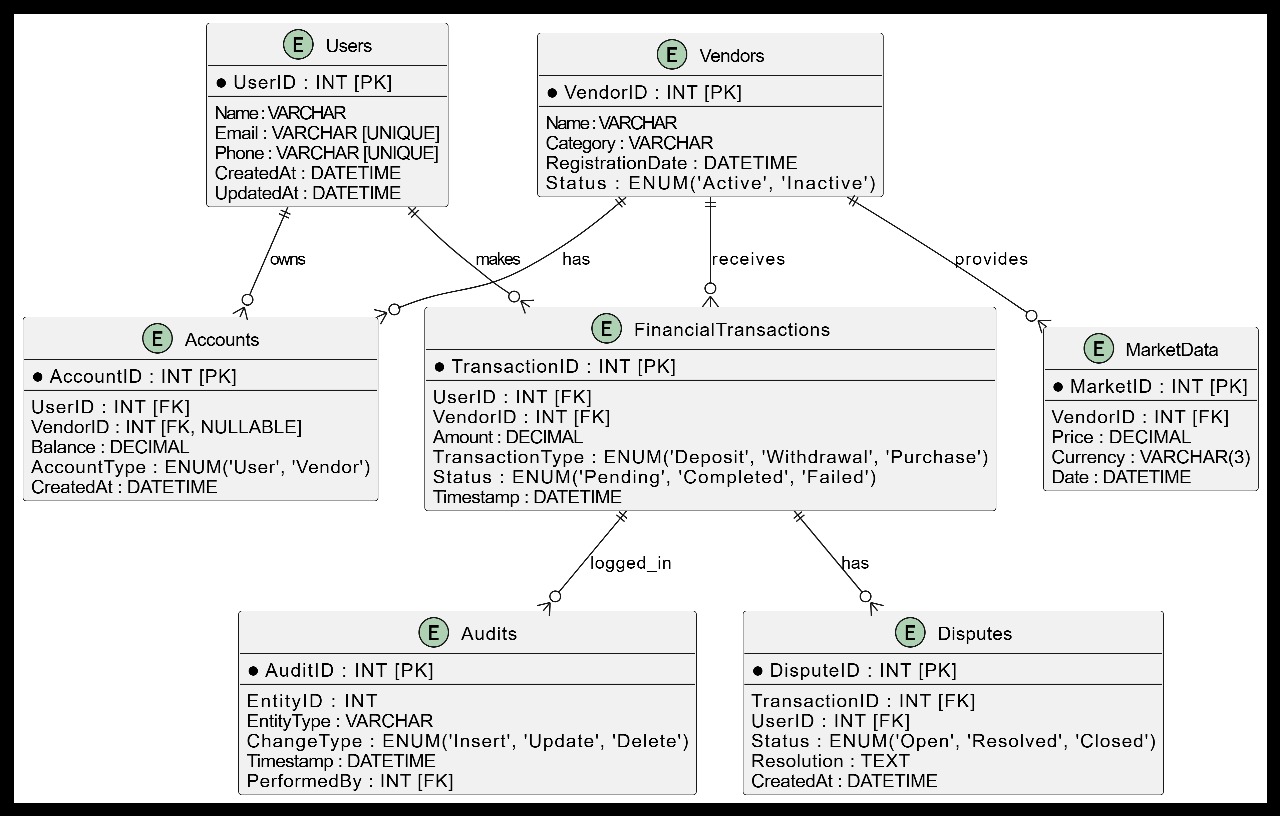 E Users
UserID : INT [PK]
Name : VARCHAR
Email : VARCHAR [UNIQUE]
Phone : VARCHAR [UNIQUE]
CreatedAt : DATETIME
UpdatedAt : DATETIME
E Vendors
VendorID : INT [PK]
Name : VARCHAR
Category : VARCHAR
RegistrationDate : DATETIME
Status : ENUM('Active', 'Inactive')
owns
makes
has
receives
provides
E Accounts
AccountID : INT [PK]
UserID : INT [FK]
VendorID : INT [FK, NULLABLE]
Balance : DECIMAL
AccountType : ENUM('User', 'Vendor')
CreatedAt : DATETIME
E FinancialTransactions
TransactionID : INT [PK]
UserID : INT [FK]
VendorID : INT [FK]
Amount : DECIMAL
TransactionType : ENUM('Deposit', 'Withdrawal', 'Purchase')
Status : ENUM('Pending', 'Completed', 'Failed')
Timestamp : DATETIME
E MarketData
MarketID : INT [PK]
VendorID : INT [FK]
Price : DECIMAL
Currency : VARCHAR(3)
Date : DATETIME
logged_in
has
E Audits
AuditID : INT [PK]
EntityID : INT
EntityType : VARCHAR
ChangeType : ENUM('Insert', 'Update', 'Delete')
Timestamp : DATETIME
PerformedBy : INT [FK]
E Disputes
DisputeID : INT [PK]
TransactionID : INT [FK]
UserID : INT [FK]
Status : ENUM('Open', 'Resolved', 'Closed')
Resolution : TEXT
CreatedAt : DATETIME